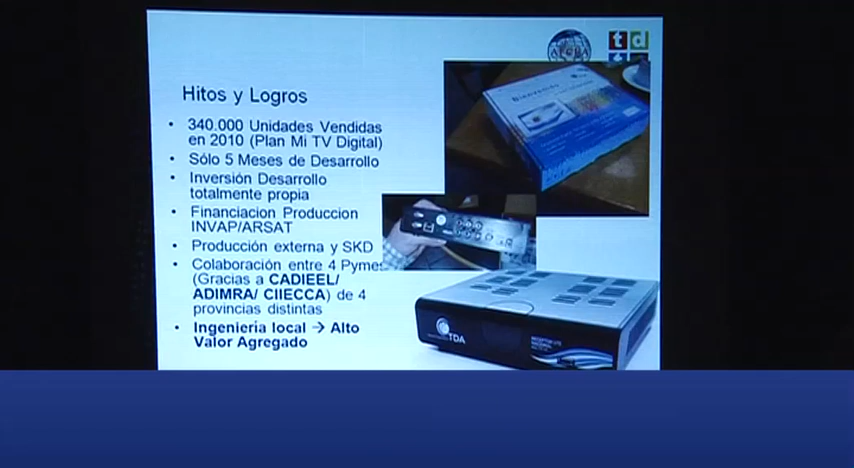 Hitos y Logros
• 340.000 Unidades Vendidas
en 2010 (Plan Mi TV Digital)
• Sólo 5 Meses de Desarrollo
• Inversión Desarrollo
totalmente propia
• Financiacion Produccion
INVAP/ARSAT
• Producción externa y SKD
• Colaboración entre 4 Pymes
(Gracias a CADIEEL/
ADIMRA/ CIIECCA) de 4
provincias distintas
• Ingenieria local → Alto
Valor Agregado
td
Bienvenido
TDA